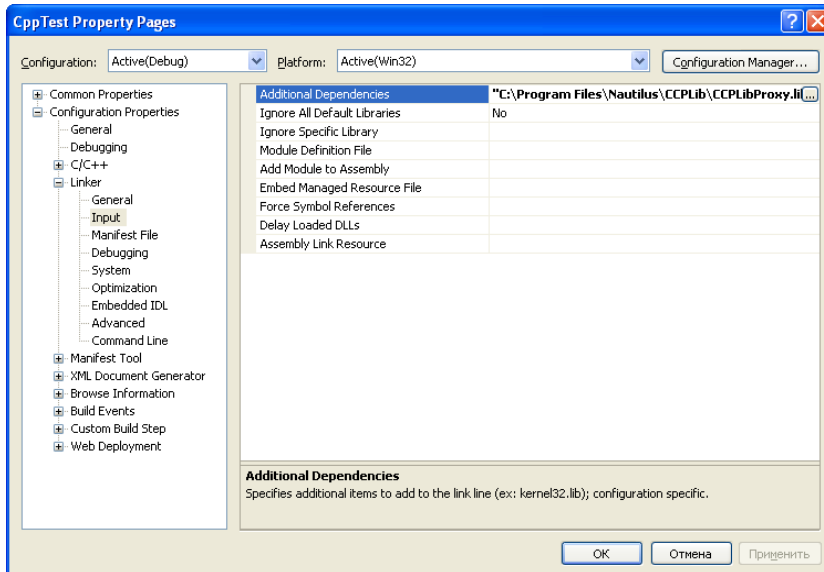 CppTest Property Pages
Configuration: Active(Debug) Platform: Active(Win32) Configuration Manager...
Common Properties
Configuration Properties
General
Debugging
C/C++
Linker
General
Input
Manifest File
Debugging
System
Optimization
Embedded IDL
Advanced
Command Line
Manifest Tool
XML Document Generator
Browse Information
Build Events
Custom Build Step
Web Deployment
Additional Dependencies "C:\Program Files\Nautilus\CCPLib\CCPLibProxy.li ...
Ignore All Default Libraries No
Ignore Specific Library
Module Definition File
Add Module to Assembly
Embed Managed Resource File
Force Symbol References
Delay Loaded DLLs
Assembly Link Resource
Additional Dependencies
Specifies additional items to add to the link line (ex: kernel32.lib); configuration specific.
OK Отмена Применить